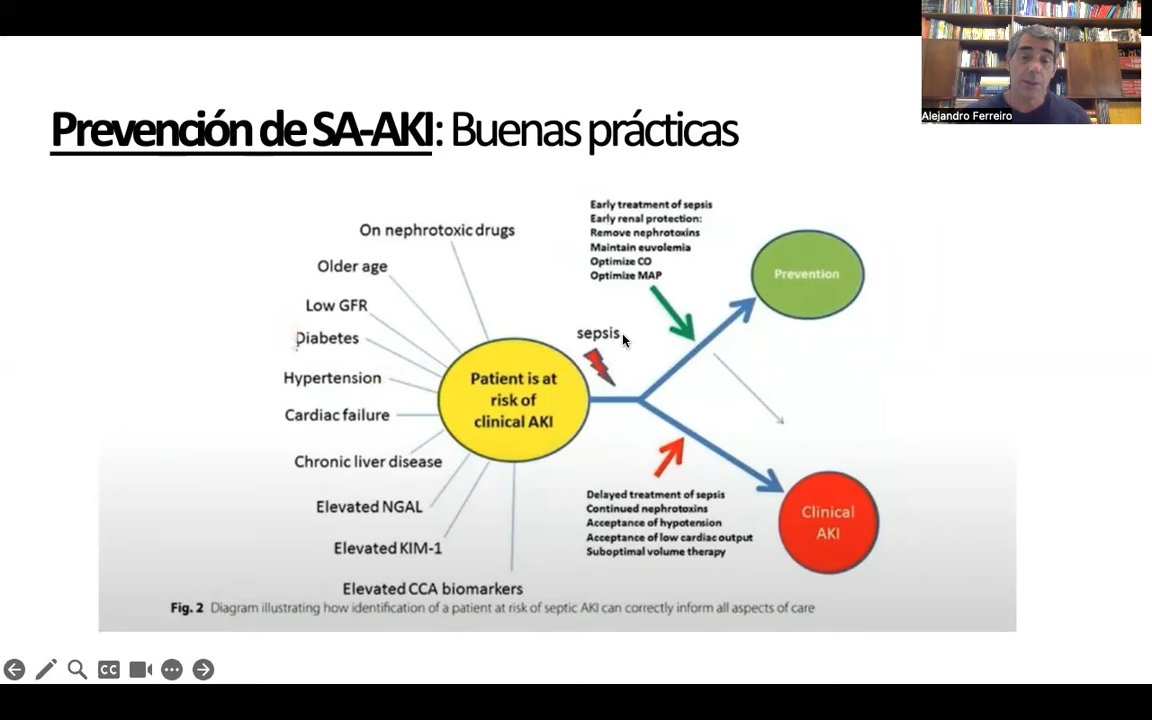 Alejandro Ferreiro
Prevención de SA-AKI: Buenas prácticas
On nephrotoxic drugs
Older age
Low GFR
Diabetes
Hypertension
Cardiac failure
Chronic liver disease
Elevated NGAL
Elevated KIM-1
Elevated CCA biomarkers
Patient is at
risk of
clinical AKI
sepsis
Early treatment of sepsis
Early renal protection:
Remove nephrotoxins
Maintain euvolemia
Optimize CO
Optimize MAP
Prevention
Delayed treatment of sepsis
Continued nephrotoxins
Acceptance of hypotension
Acceptance of low cardiac output
Suboptimal volume therapy
Clinical
AKI
Fig. 2 Diagram illustrating how identification of a patient at risk of septic AKI can correctly inform all aspects of care
CC